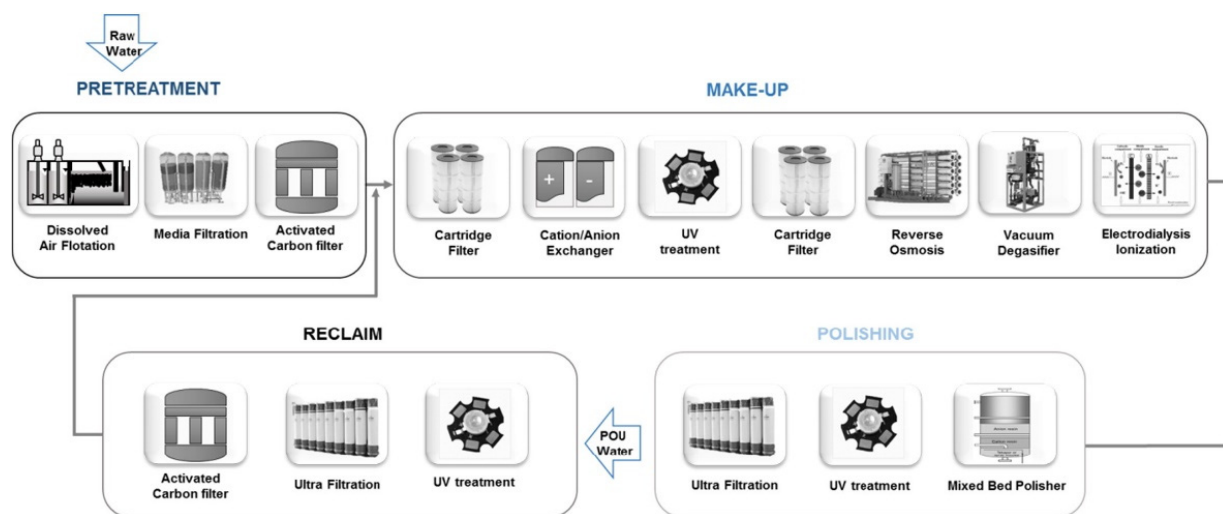 Raw
Water
PRETREATMENT
MAKE-UP
Dissolved
Air Flotation
Media Filtration
Activated
Carbon filter
+
-
Cartridge
Filter
Cation/Anion
Exchanger
UV
treatment
Cartridge
Filter
Reverse
Osmosis
Vacuum
Degasifier
Electrodialysis
Ionization
RECLAIM
POLISHING
Activated
Carbon filter
Ultra Filtration
UV treatment
POU
Water
Ultra Filtration
UV treatment
Mixed Bed Polisher